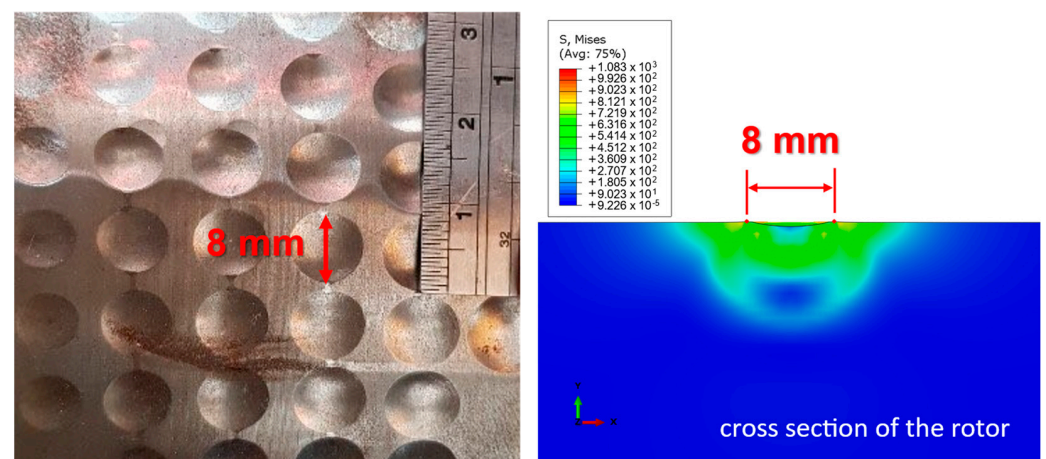 3
1
2
1
32
8 mm
S, Mises
(Avg: 75%)
+1.083 x 10³
+9.926 x 10²
+9.023 x 10²
+8.121 x 10²
+7.219 x 10²
+6.316 x 10²
+5.414 x 10²
+4.512 x 10²
+3.609 x 10²
+2.707 x 10²
+1.805 x 10²
+9.023 x 10¹
+9.226 x 10⁻⁵
8 mm
Y
Z
X
cross section of the rotor